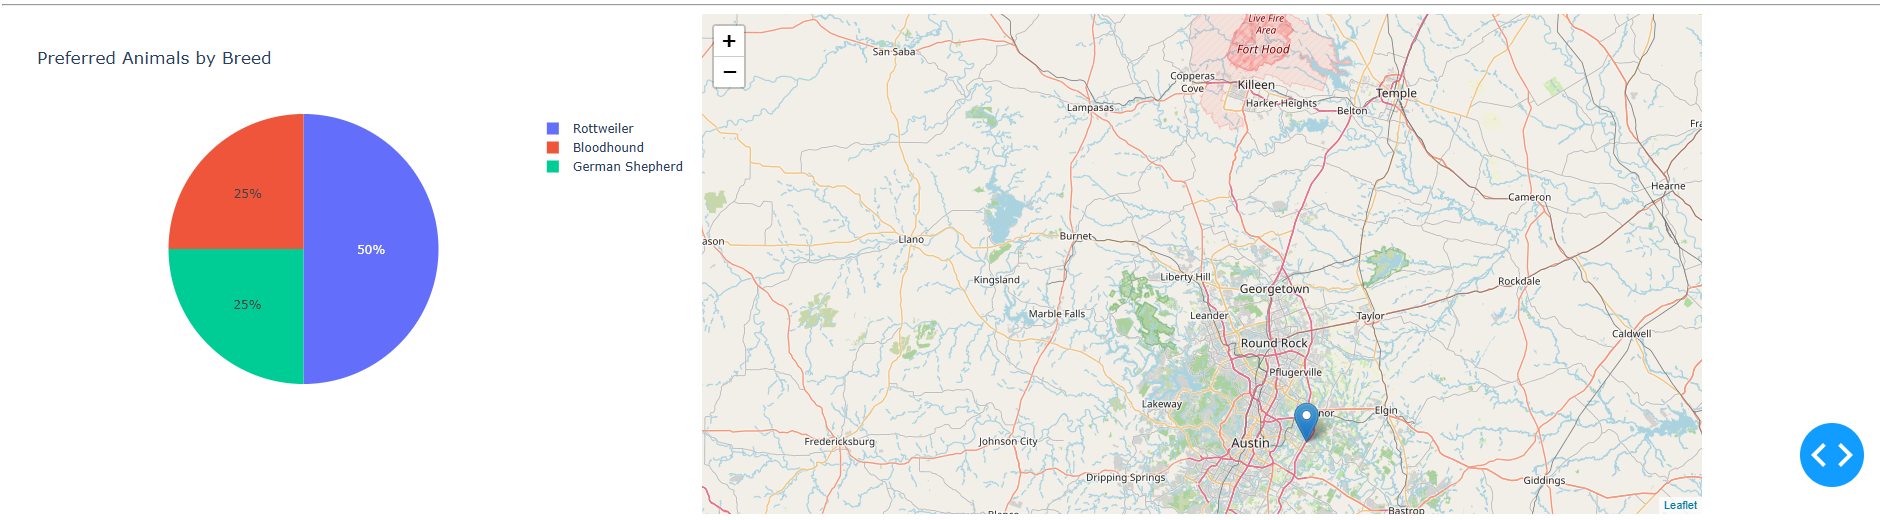 Preferred Animals by Breed
Rottweiler
Bloodhound
German Shepherd
25%
50%
25%
+
−
Live Fire
Area
Fort Hood
San Saba
Copperas
Cove
Killeen
Temple
Lampasas
Harker Heights
Belton
Hearne
Cameron
ason
Llano
Burnet
Kingsland
Liberty Hill
Georgetown
Rockdale
Marble Falls
Leander
Taylor
Caldwell
Round Rock
Pflugerville
Lakeway
nor
Elgin
Fredericksburg
Johnson City
Austin
Dripping Springs
Giddings
Bastrop
Leaflet